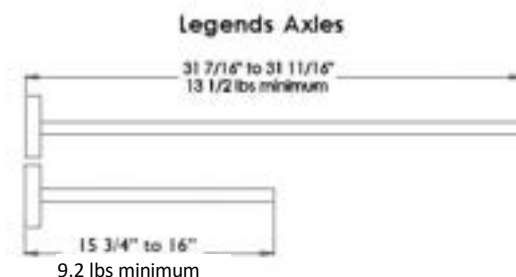 Legends Axles
31 7/16" to 31 11/16"
13 1/2 lbs minimum
15 3/4" to 16"
9.2 lbs minimum